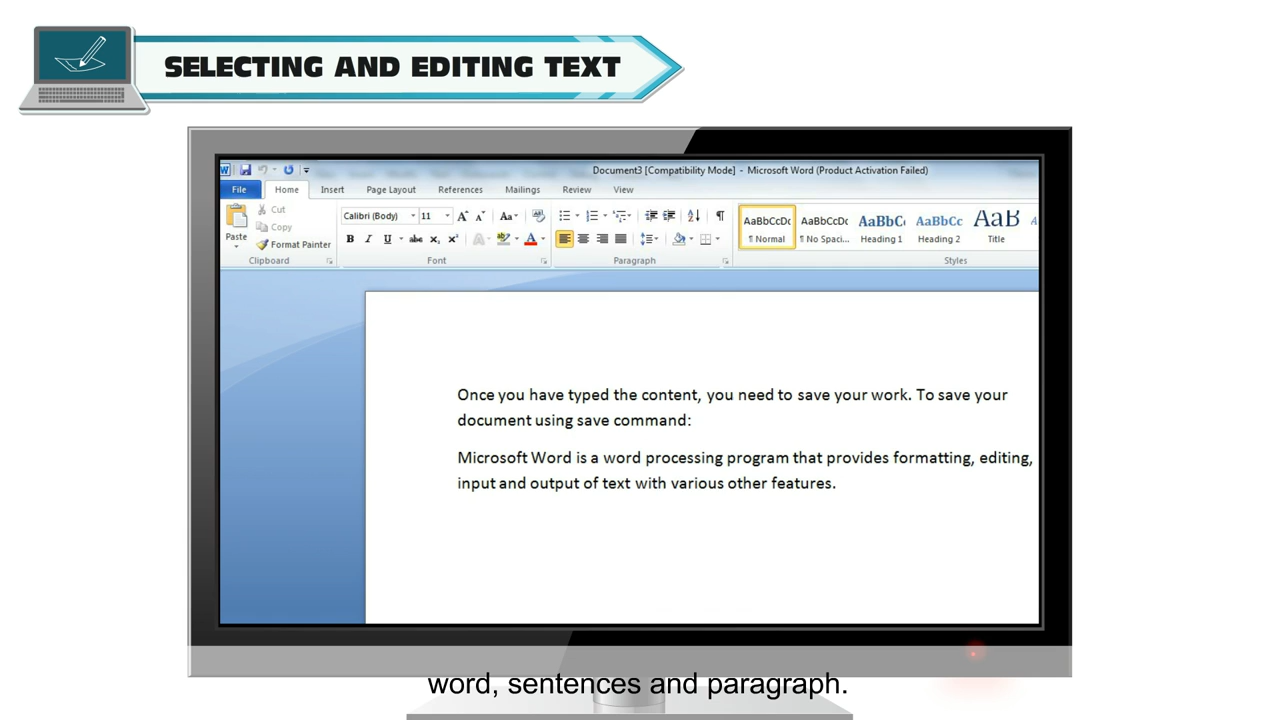 SELECTING AND EDITING TEXT
Document3 [Compatibility Mode] - Microsoft Word (Product Activation Failed)
File Home Insert Page Layout References Mailings Review View
Paste
Cut
Copy
Format Painter
Clipboard
Calibri (Body) 11
Font
Paragraph
AaBbCcDc AaBbCcDc AaBbC AaBbCc AaB
¶ Normal ¶ No Spaci... Heading 1 Heading 2 Title
Styles
Once you have typed the content, you need to save your work. To save your
document using save command:
Microsoft Word is a word processing program that provides formatting, editing,
input and output of text with various other features.
word, sentences and paragraph.